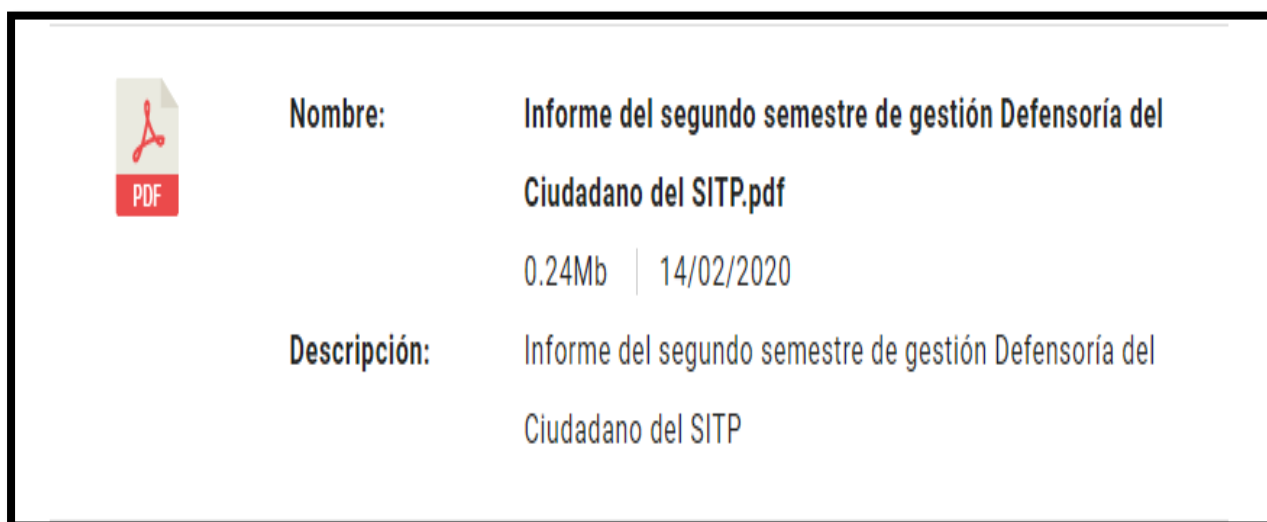 PDF
Nombre: Informe del segundo semestre de gestión Defensoría del
Ciudadano del SITP.pdf
0.24Mb 14/02/2020
Descripción: Informe del segundo semestre de gestión Defensoría del
Ciudadano del SITP